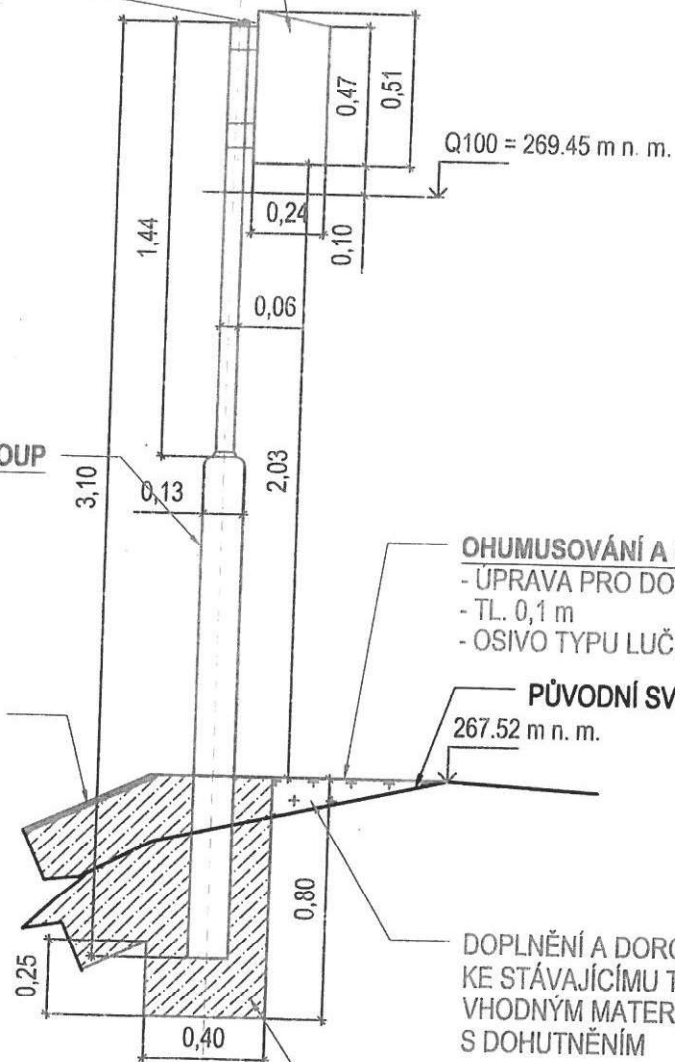 0,47
0,51
Q100 = 269.45 m n. m.
1,44
0,24
0,10
0,06
OUP
3,10
0,13
2,03
OHUMUSOVÁNÍ A
- ÚPRAVA PRO DO
- TL. 0,1 m
- OSIVO TYPU LUČ
PŮVODNÍ SV
267.52 m n. m.
0,80
0,25
0,40
DOPLNĚNÍ A DORO
KE STÁVAJÍCÍMU T
VHODNÝM MATER
S DOHUTNĚNÍM